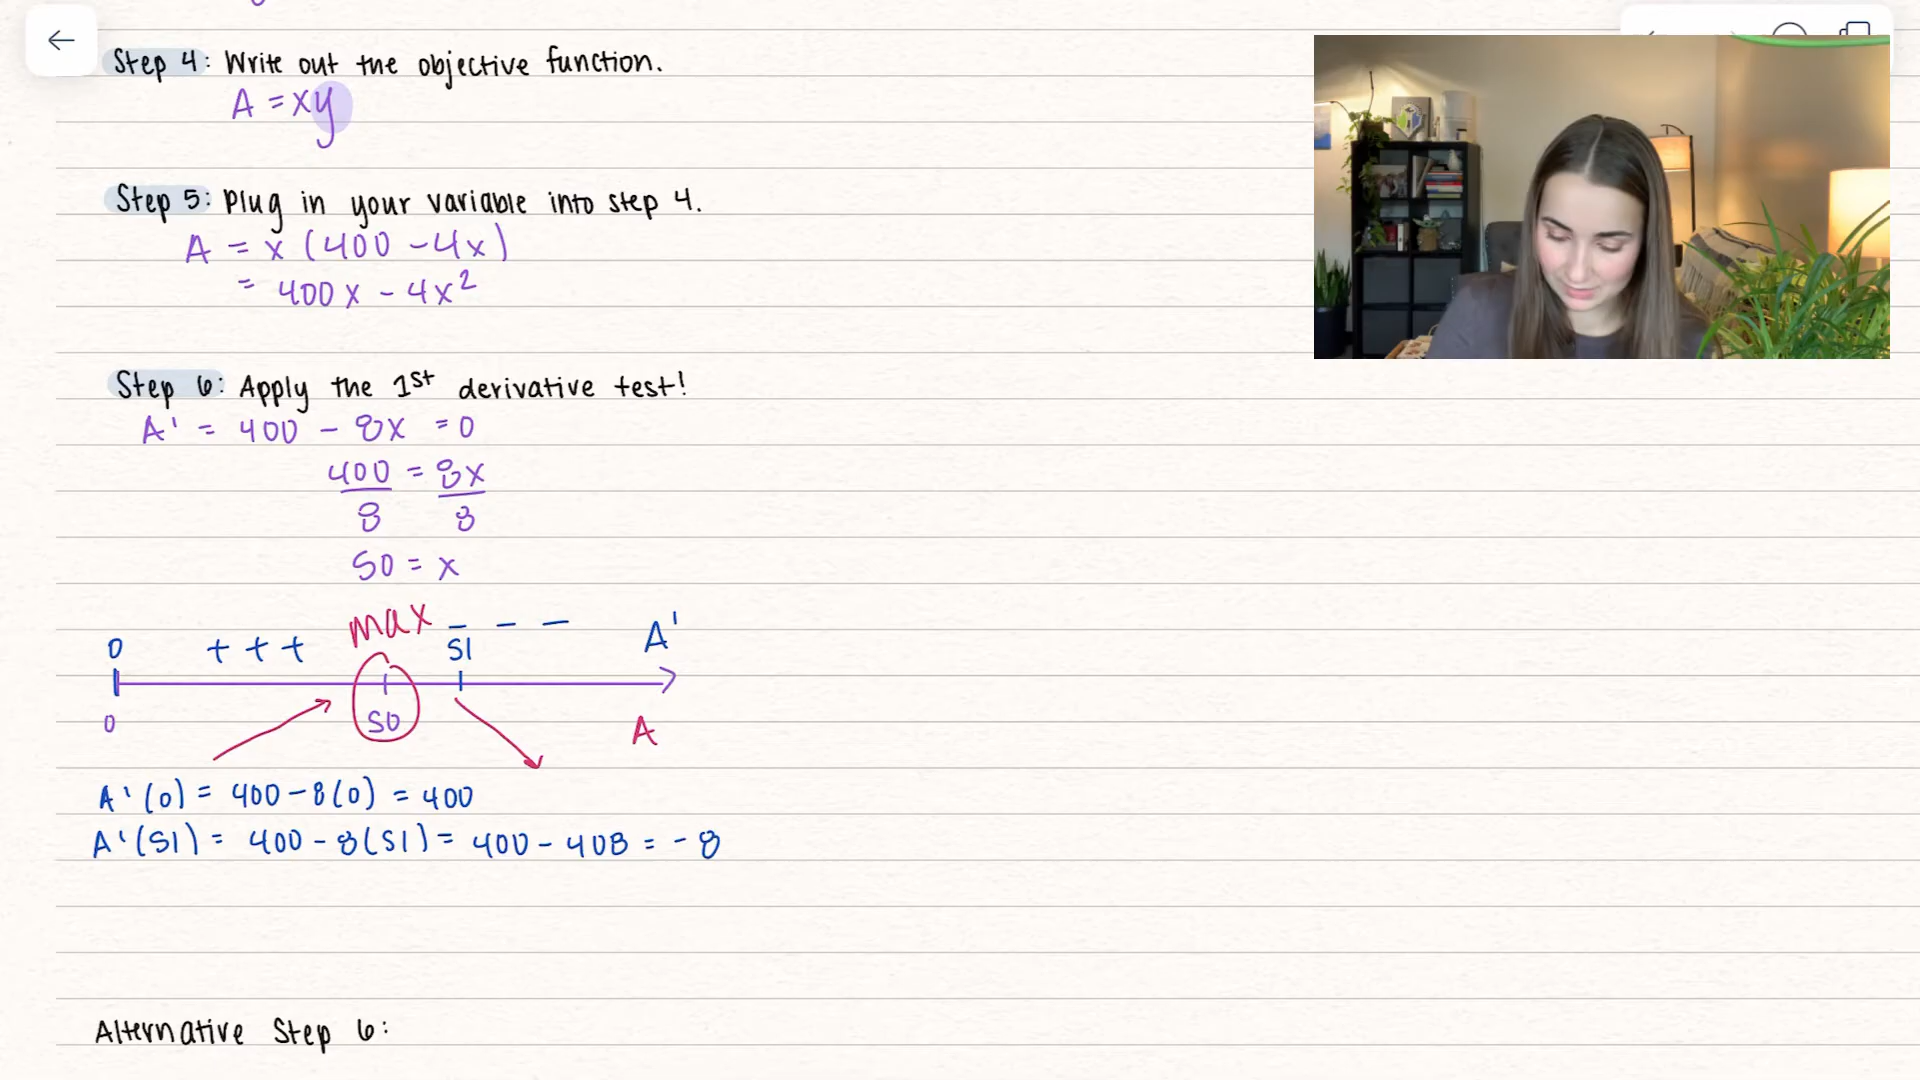 Step 4: Write out the objective function.
A = xy
Step 5: Plug in your variable into step 4.
A = x (400 - 4x)
= 400x - 4x²
Step 6: Apply the 1st derivative test!
A' = 400 - 8x = 0
400 = 8x
8 8
50 = x
max - - -
0 + + + 51 A'
0 50 A
A'(0) = 400 - 8(0) = 400
A'(51) = 400 - 8(51) = 400 - 408 = - 8
Alternative Step 6: